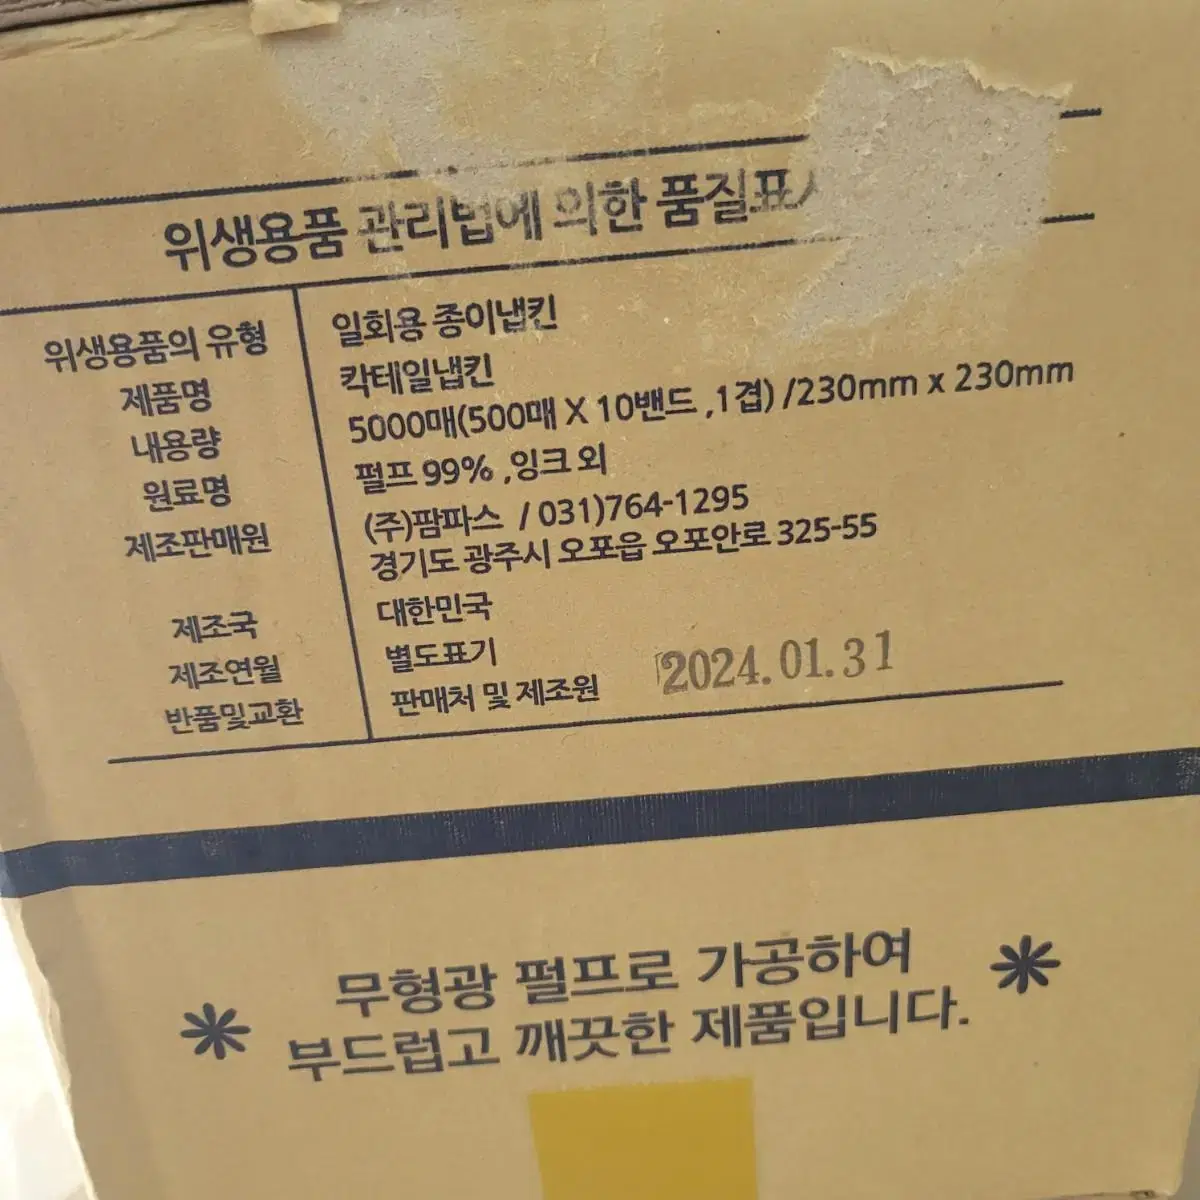 위생용품 관리법에 의한 품질표
위생용품의 유형 일회용 종이냅킨
제품명 칵테일냅킨
내용량 5000매(500매 X 10밴드 ,1겹) /230mm x 230mm
원료명 펄프 99% ,잉크 외
제조판매원 (주)팜파스 / 031)764-1295
경기도 광주시 오포읍 오포안로 325-55
제조국 대한민국
제조연월 별도표기
반품및교환 판매처 및 제조원 2024.01.31
무형광 펄프로 가공하여
부드럽고 깨끗한 제품입니다.